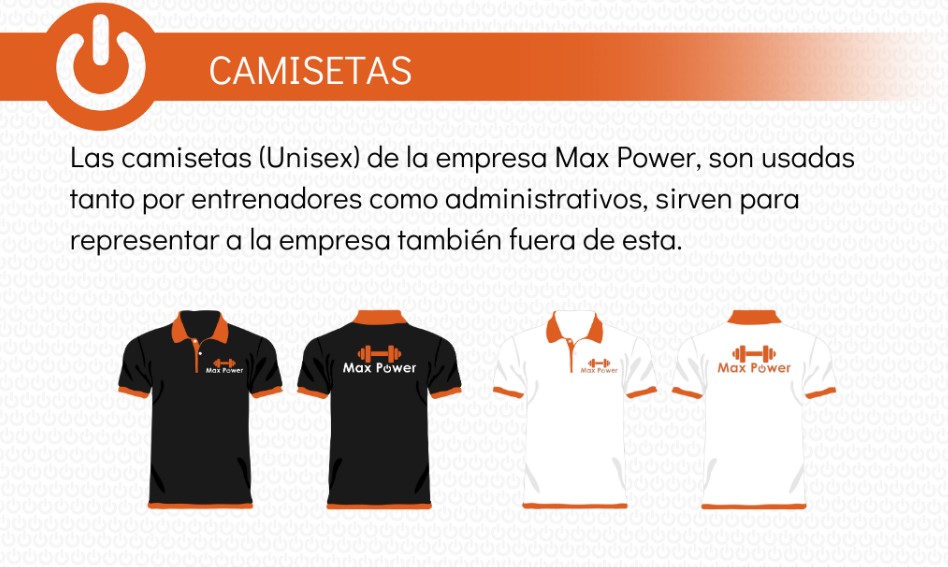 CAMISETAS
Las camisetas (Unisex) de la empresa Max Power, son usadas
tanto por entrenadores como administrativos, sirven para
representar a la empresa también fuera de esta.
Max Power
Max Power
Max Power
Max Power